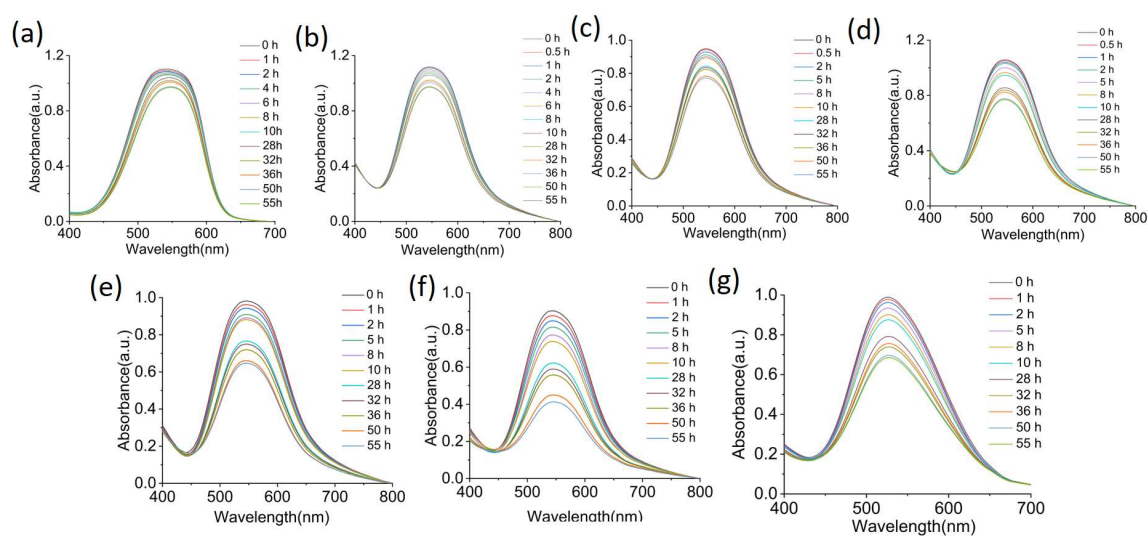 (a)
Absorbance(a.u.)
1.2
0.8
0.4
0.0
400 500 600 700
Wavelength(nm)
0 h
1 h
2 h
4 h
6 h
8 h
10h
28h
32h
36h
50h
55h
(b)
Absorbance(a.u.)
1.2
0.8
0.4
0.0
400 500 600 700 800
Wavelength(nm)
0 h
0.5 h
1 h
2 h
4 h
6 h
8 h
10 h
28 h
32 h
36 h
50 h
55 h
(c)
Absorbance(a.u.)
1.0
0.8
0.6
0.4
0.2
0.0
400 500 600 700 800
Wavelength(nm)
0 h
0.5 h
2 h
5 h
8 h
10 h
28 h
32 h
36 h
50 h
55 h
(d)
Absorbance(a.u.)
1.2
0.8
0.4
0.0
400 500 600 700 800
Wavelength(nm)
0 h
0.5 h
1 h
2 h
5 h
8 h
10 h
28 h
32 h
36 h
50 h
55 h
(e)
Absorbance(a.u.)
1.0
0.8
0.6
0.4
0.2
0.0
400 500 600 700 800
Wavelength(nm)
0 h
1 h
2 h
5 h
8 h
10 h
28 h
32 h
36 h
50 h
55 h
(f)
Absorbance(a.u.)
1.0
0.8
0.6
0.4
0.2
0.0
400 500 600 700 800
Wavelength(nm)
0 h
1 h
2 h
5 h
8 h
10 h
28 h
32 h
36 h
50 h
55 h
(g)
Absorbance(a.u.)
1.0
0.8
0.6
0.4
0.2
0.0
400 500 600 700
Wavelength(nm)
0 h
1 h
2 h
5 h
8 h
10 h
28 h
32 h
36 h
50 h
55 h